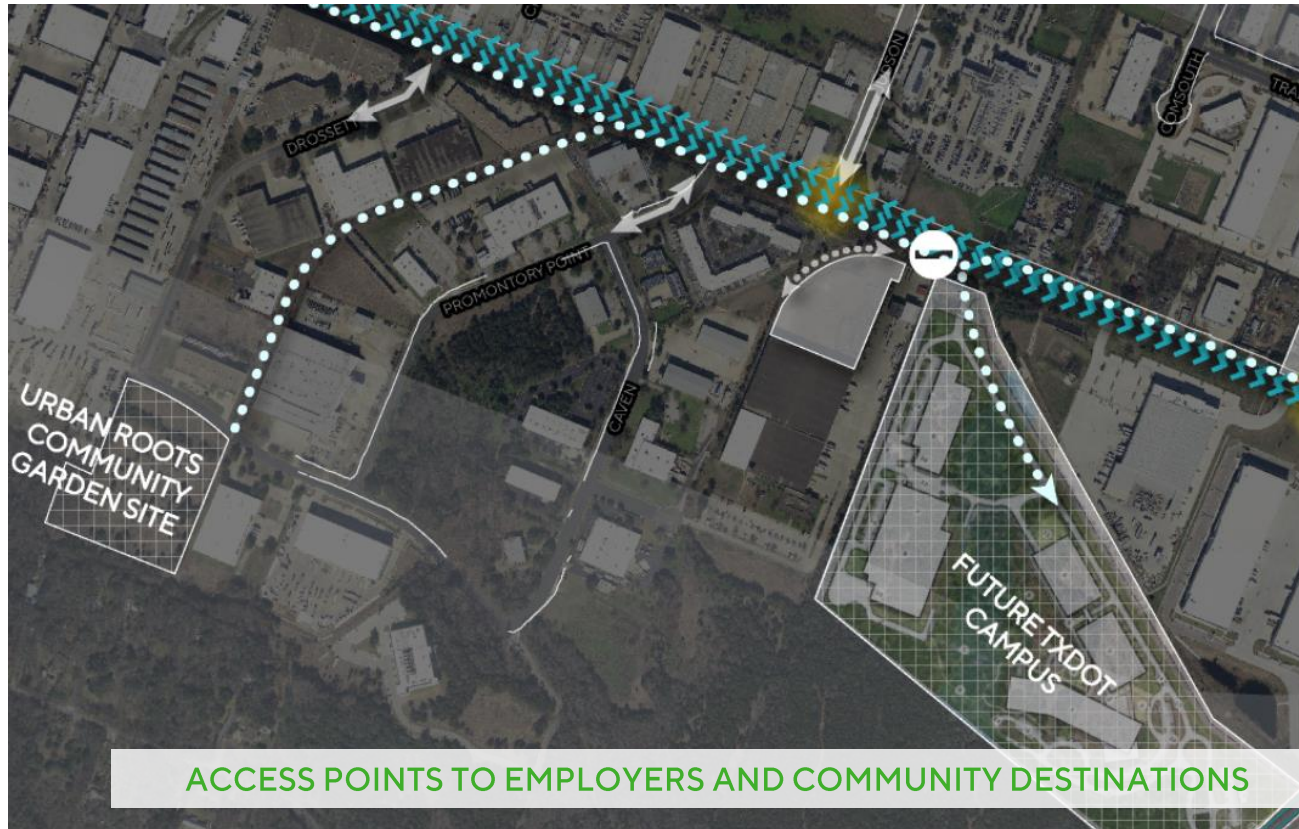 DROSSETT
COMSOUTH
PROMONTORY POINT
CAVEN
URBAN ROOTS
COMMUNITY
GARDEN SITE
FUTURE TXDOT
CAMPUS
ACCESS POINTS TO EMPLOYERS AND COMMUNITY DESTINATIONS